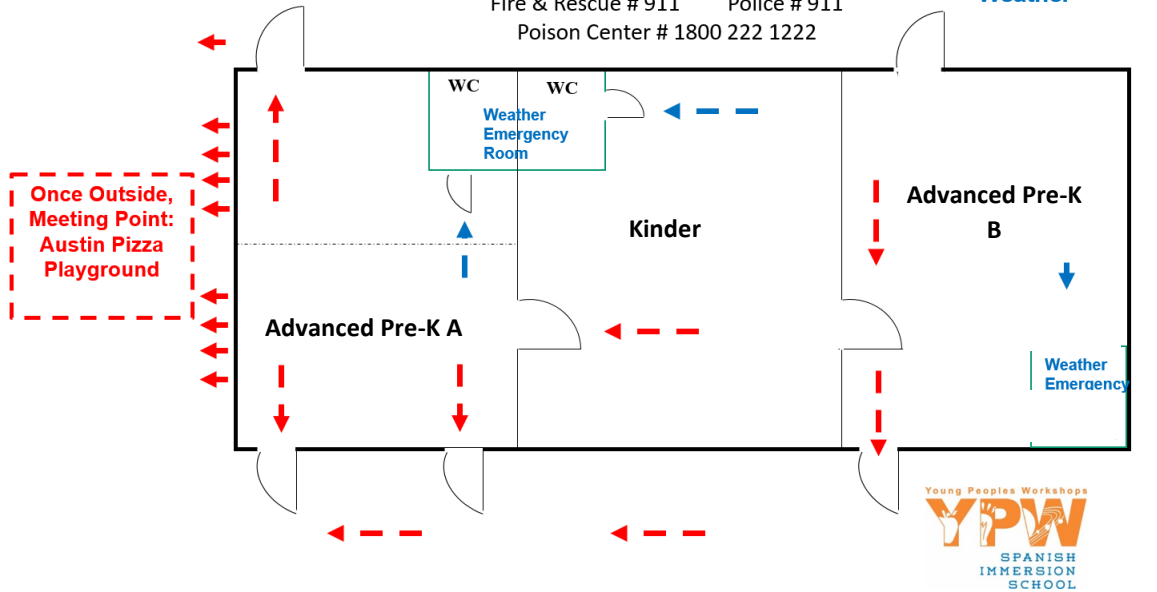 Fire & Rescue # 911 Police # 911
Weather
Poison Center # 1800 222 1222
WC
WC
Weather
Emergency
Room
Once Outside,
Meeting Point:
Austin Pizza
Playground
Kinder
Advanced Pre-K
B
Advanced Pre-K A
Weather
Emergency
Young Peoples Workshops
YPW
SPANISH
IMMERSION
SCHOOL